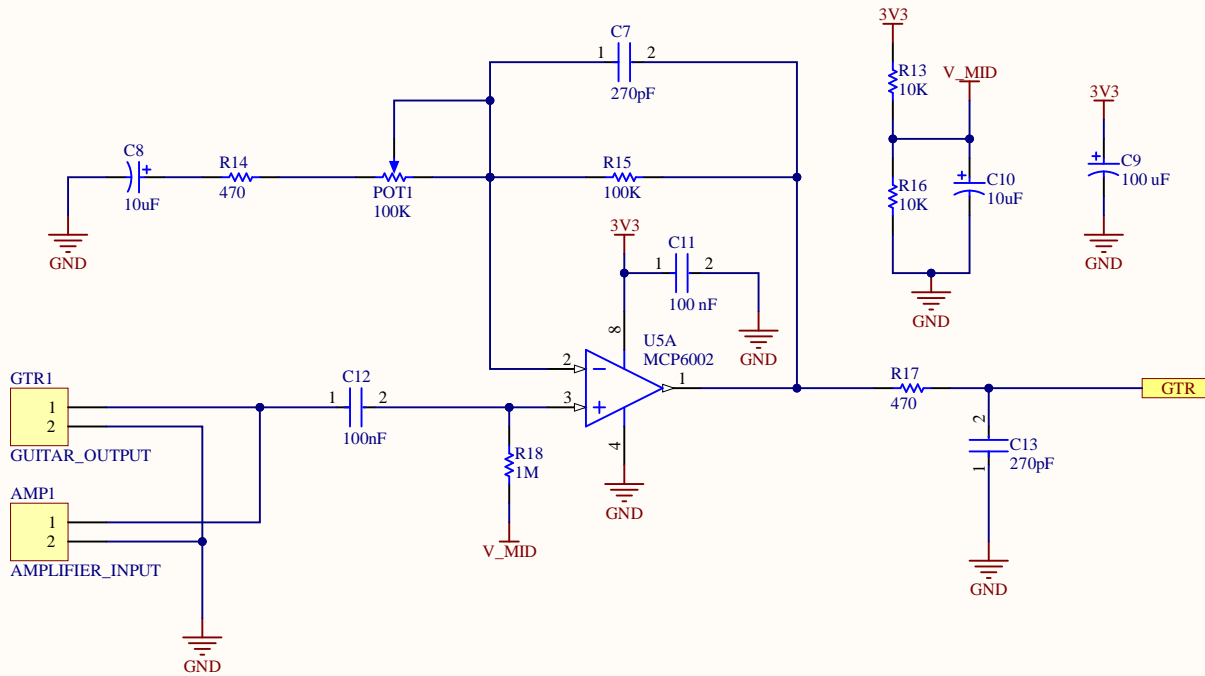 C7
1 2
270pF
3V3
R13
10K
V_MID
3V3
C8
+
10uF
R14
470
POT1
100K
R15
100K
R16
10K
+
C10
10uF
+
C9
100 uF
GND
GND
GND
3V3
C11
1 2
100 nF
GND
8
U5A
MCP6002
2
−
3
+
1
4
GND
GTR1
1
2
GUITAR_OUTPUT
C12
1 2
100nF
R18
1M
V_MID
AMP1
1
2
AMPLIFIER_INPUT
GND
R17
470
GTR
2
C13
270pF
1
GND